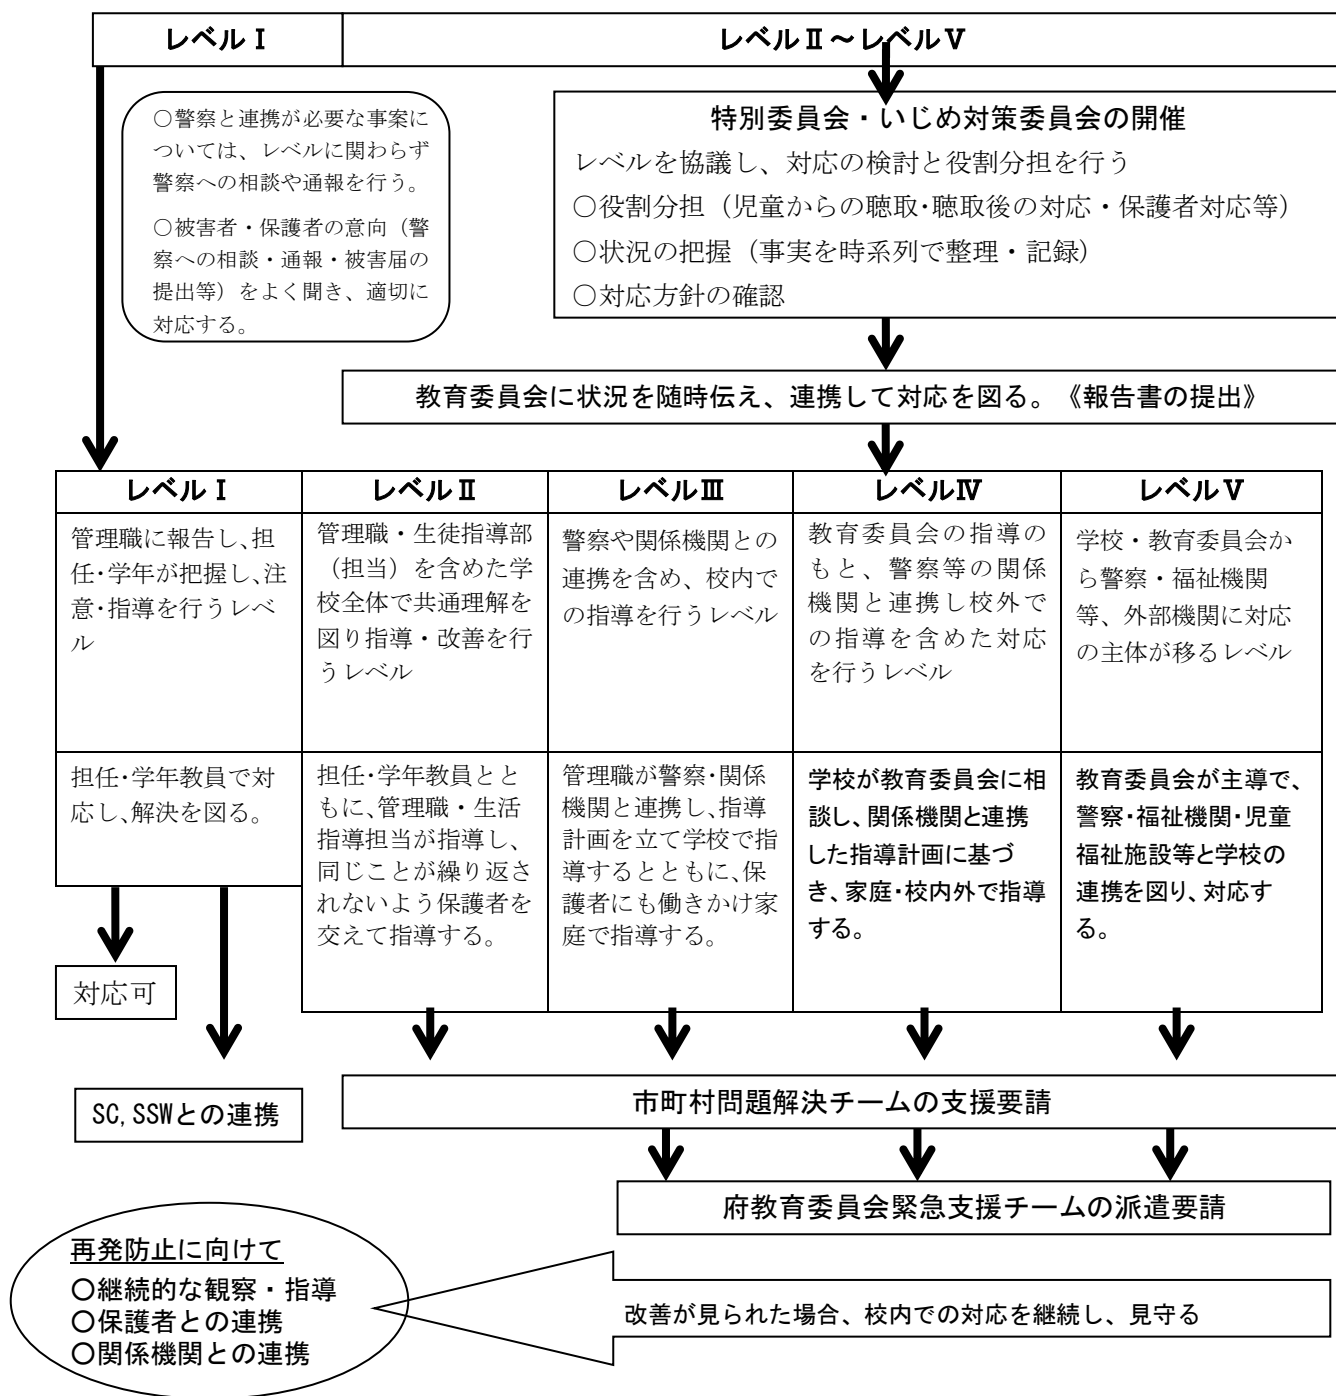 レベルⅠ
レベルⅡ～レベルⅤ
○警察と連携が必要な事案に
ついては、レベルに関わらず
警察への相談や通報を行う。
○被害者・保護者の意向（警
察への相談・通報・被害届の
提出等）をよく聞き、適切に
対応する。
特別委員会・いじめ対策委員会の開催
レベルを協議し、対応の検討と役割分担を行う
○役割分担（児童からの聴取・聴取後の対応・保護者対応等）
○状況の把握（事実を時系列で整理・記録）
○対応方針の確認
教育委員会に状況を随時伝え、連携して対応を図る。《報告書の提出》
レベルⅠ
レベルⅡ
レベルⅢ
レベルⅣ
レベルⅤ
管理職に報告し、担
任・学年が把握し、注
意・指導を行うレベ
ル
管理職・生徒指導部
（担当）を含めた学
校全体で共通理解を
図り指導・改善を行
うレベル
警察や関係機関との
連携を含め、校内で
の指導を行うレベル
教育委員会の指導の
もと、警察等の関係
機関と連携し校外で
の指導を含めた対応
を行うレベル
学校・教育委員会か
ら警察・福祉機関
等、外部機関に対応
の主体が移るレベル
担任・学年教員で対
応し、解決を図る。
担任・学年教員とと
もに、管理職・生活
指導担当が指導し、
同じことが繰り返さ
れないよう保護者を
交えて指導する。
管理職が警察・関係
機関と連携し、指導
計画を立て学校で指
導するとともに、保
護者にも働きかけ家
庭で指導する。
学校が教育委員会に相
談し、関係機関と連携
した指導計画に基づ
き、家庭・校内外で指導
する。
教育委員会が主導で、
警察・福祉機関・児童
福祉施設等と学校の
連携を図り、対応す
る。
対応可
SC,SSWとの連携
市町村問題解決チームの支援要請
府教育委員会緊急支援チームの派遣要請
再発防止に向けて
○継続的な観察・指導
○保護者との連携
○関係機関との連携
改善が見られた場合、校内での対応を継続し、見守る